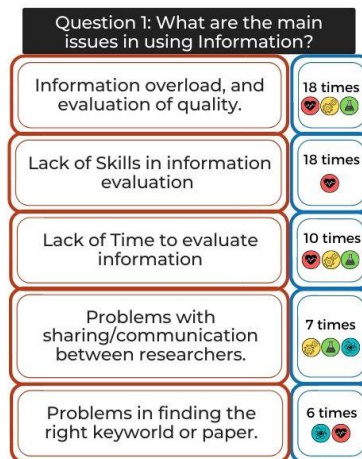 Question 1: What are the main
issues in using Information?
Information overload, and
evaluation of quality.
18 times
Lack of Skills in information
evaluation
18 times
Lack of Time to evaluate
information
10 times
Problems with
sharing/communication
between researchers.
7 times
Problems in finding the
right keyworld or paper.
6 times